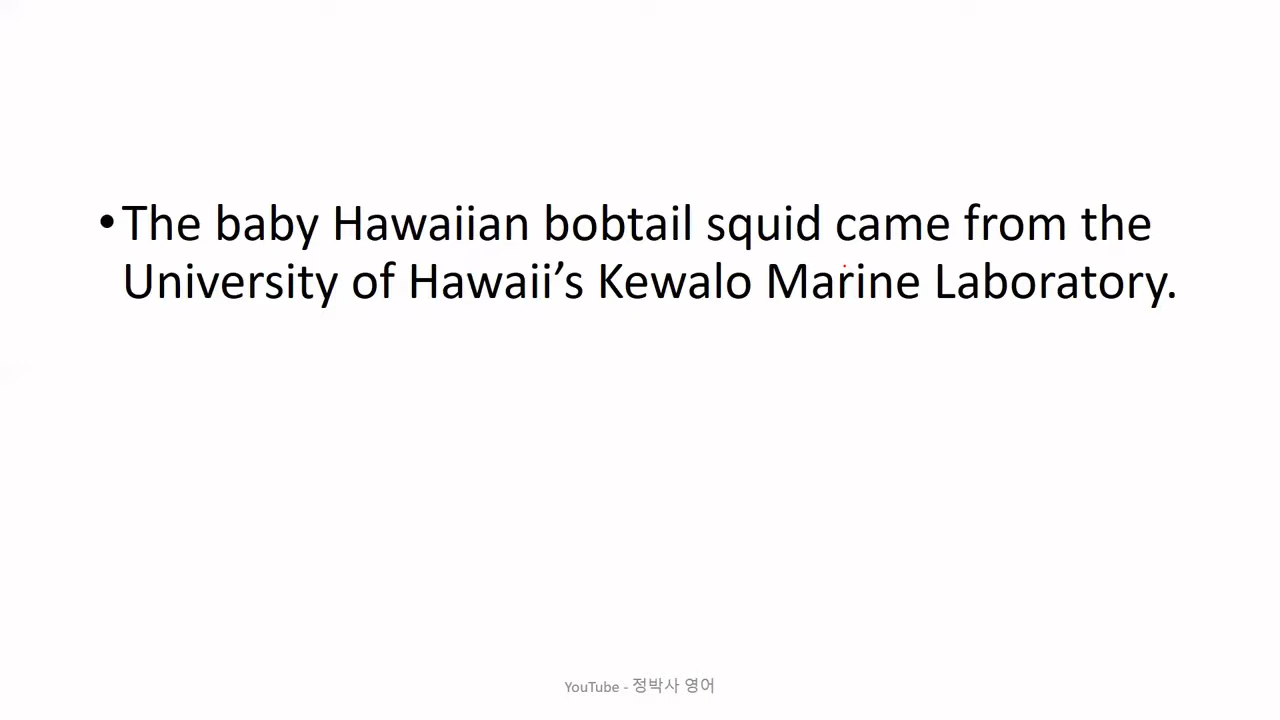 •The baby Hawaiian bobtail squid came from the
University of Hawaii’s Kewalo Marine Laboratory.
YouTube - 정박사 영어